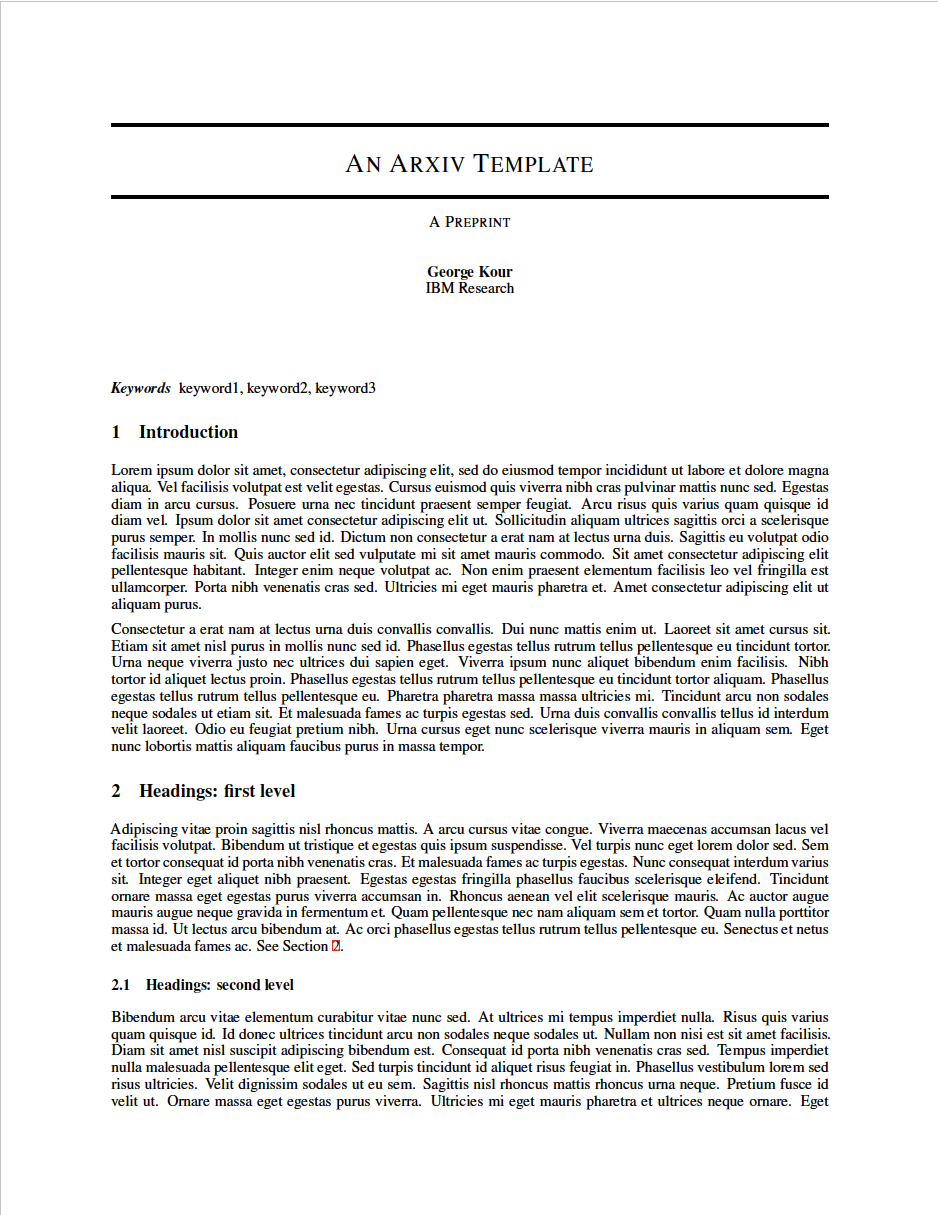 AN ARXIV TEMPLATE
A PREPRINT
George Kour
IBM Research
Keywords keyword1, keyword2, keyword3
1 Introduction
Lorem ipsum dolor sit amet, consectetur adipiscing elit, sed do eiusmod tempor incididunt ut labore et dolore magna
aliqua. Vel facilisis volutpat est velit egestas. Cursus euismod quis viverra nibh cras pulvinar mattis nunc sed. Egestas
diam in arcu cursus. Posuere urna nec tincidunt praesent semper feugiat. Arcu risus quis varius quam quisque id
diam vel. Ipsum dolor sit amet consectetur adipiscing elit ut. Sollicitudin aliquam ultrices sagittis orci a scelerisque
purus semper. In mollis nunc sed id. Dictum non consectetur a erat nam at lectus urna duis. Sagittis eu volutpat odio
facilisis mauris sit. Quis auctor elit sed vulputate mi sit amet mauris commodo. Sit amet consectetur adipiscing elit
pellentesque habitant. Integer enim neque volutpat ac. Non enim praesent elementum facilisis leo vel fringilla est
ullamcorper. Porta nibh venenatis cras sed. Ultricies mi eget mauris pharetra et. Amet consectetur adipiscing elit ut
aliquam purus.
Consectetur a erat nam at lectus urna duis convallis convallis. Dui nunc mattis enim ut. Laoreet sit amet cursus sit.
Etiam sit amet nisl purus in mollis nunc sed id. Phasellus egestas tellus rutrum tellus pellentesque eu tincidunt tortor.
Urna neque viverra justo nec ultrices dui sapien eget. Viverra ipsum nunc aliquet bibendum enim facilisis. Nibh
tortor id aliquet lectus proin. Phasellus egestas tellus rutrum tellus pellentesque eu tincidunt tortor aliquam. Phasellus
egestas tellus rutrum tellus pellentesque eu. Pharetra pharetra massa massa ultricies mi. Tincidunt arcu non sodales
neque sodales ut etiam sit. Et malesuada fames ac turpis egestas sed. Urna duis convallis convallis tellus id interdum
velit laoreet. Odio eu feugiat pretium nibh. Urna cursus eget nunc scelerisque viverra mauris in aliquam sem. Eget
nunc lobortis mattis aliquam faucibus purus in massa tempor.
2 Headings: first level
Adipiscing vitae proin sagittis nisl rhoncus mattis. A arcu cursus vitae congue. Viverra maecenas accumsan lacus vel
facilisis volutpat. Bibendum ut tristique et egestas quis ipsum suspendisse. Vel turpis nunc eget lorem dolor sed. Sem
et tortor consequat id porta nibh venenatis cras. Et malesuada fames ac turpis egestas. Nunc consequat interdum varius
sit. Integer eget aliquet nibh praesent. Egestas egestas fringilla phasellus faucibus scelerisque eleifend. Tincidunt
ornare massa eget egestas purus viverra accumsan in. Rhoncus aenean vel elit scelerisque mauris. Ac auctor augue
mauris augue neque gravida in fermentum et. Quam pellentesque nec nam aliquam sem et tortor. Quam nulla porttitor
massa id. Ut lectus arcu bibendum at. Ac orci phasellus egestas tellus rutrum tellus pellentesque eu. Senectus et netus
et malesuada fames ac. See Section 2.
2.1 Headings: second level
Bibendum arcu vitae elementum curabitur vitae nunc sed. At ultrices mi tempus imperdiet nulla. Risus quis varius
quam quisque id. Id donec ultrices tincidunt arcu non sodales neque sodales ut. Nullam non nisi est sit amet facilisis.
Diam sit amet nisl suscipit adipiscing bibendum est. Consequat id porta nibh venenatis cras sed. Tempus imperdiet
nulla malesuada pellentesque elit eget. Sed turpis tincidunt id aliquet risus feugiat in. Phasellus vestibulum lorem sed
risus ultricies. Velit dignissim sodales ut eu sem. Sagittis nisl rhoncus mattis rhoncus urna neque. Pretium fusce id
velit ut. Ornare massa eget egestas purus viverra. Ultricies mi eget mauris pharetra et ultrices neque ornare. Eget